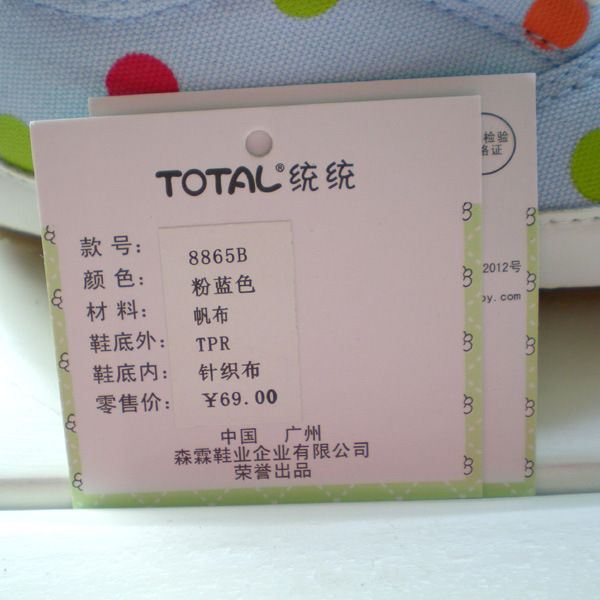 TOTAL® 统统
款号: 8865B
颜色: 粉蓝色
材料: 帆布
鞋底外: TPR
鞋底内: 针织布
零售价: ¥69.00
中国 广州
森霖鞋业企业有限公司
荣誉出品
检验
格证
2012号
oy.com